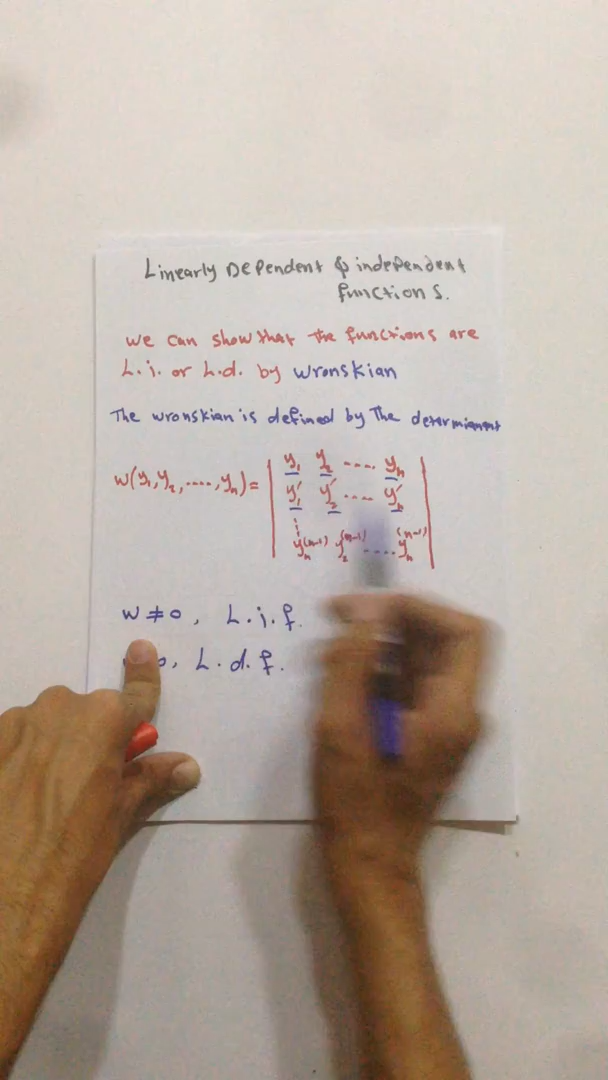 Linearly Dependent & independent
functions.
we can show that the functions are
L.i. or L.d. by wronskian
The wronskian is defined by The determinant
W(y₁,y₂,....,yₙ)= | y₁ y₂ .... yₙ |
| y₁′ y₂′ .... yₙ′ |
⋮
yₙ⁽ⁿ⁻¹⁾ y₂⁽ⁿ⁻¹⁾ .... yₙ⁽ⁿ⁻¹⁾
W≠0, L.i.f.
L.d.f.